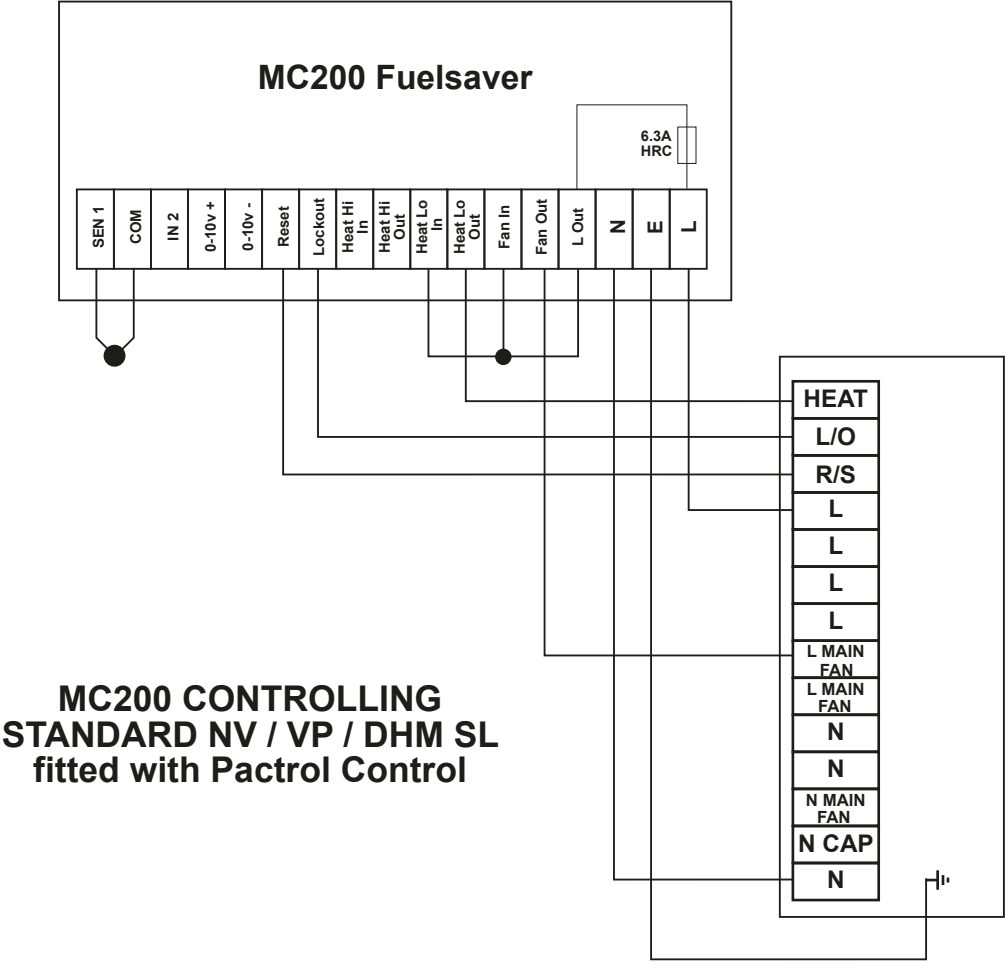 MC200 Fuelsaver
6.3A
HRC
SEN 1
COM
IN 2
0-10v +
0-10v -
Reset
Lockout
Heat Hi
In
Heat Hi
Out
Heat Lo
In
Heat Lo
Out
Fan In
Fan Out
L Out
N
E
L
HEAT
L/O
R/S
L
L
L
L
L MAIN
FAN
L MAIN
FAN
N
N
N MAIN
FAN
N CAP
N
MC200 CONTROLLING
STANDARD NV / VP / DHM SL
fitted with Pactrol Control